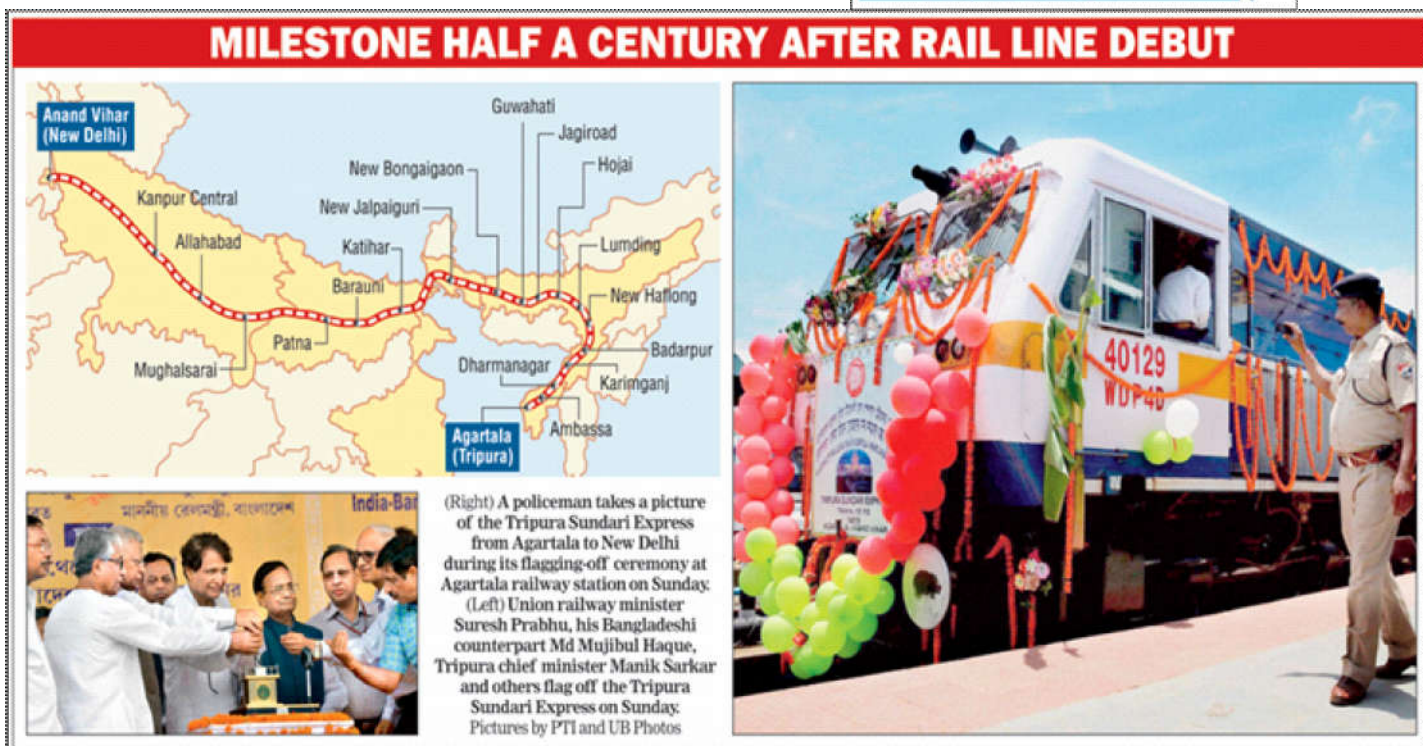 MILESTONE HALF A CENTURY AFTER RAIL LINE DEBUT
Anand Vihar
(New Delhi)
Kanpur Central
Allahabad
Mughalsarai
Patna
Barauni
Katihar
New Jalpaiguri
New Bongaigaon
Guwahati
Jagiroad
Hojai
Lumding
New Haflong
Badarpur
Karimganj
Dharmanagar
Ambassa
Agartala
(Tripura)
40129
WDP4D
মাননীয় রেলমন্ত্রী, বাংলাদেশ
India-Ba
(Right) A policeman takes a picture
of the Tripura Sundari Express
from Agartala to New Delhi
during its flagging-off ceremony at
Agartala railway station on Sunday.
(Left) Union railway minister
Suresh Prabhu, his Bangladeshi
counterpart Md Mujibul Haque,
Tripura chief minister Manik Sarkar
and others flag off the Tripura
Sundari Express on Sunday.
Pictures by PTI and UB Photos